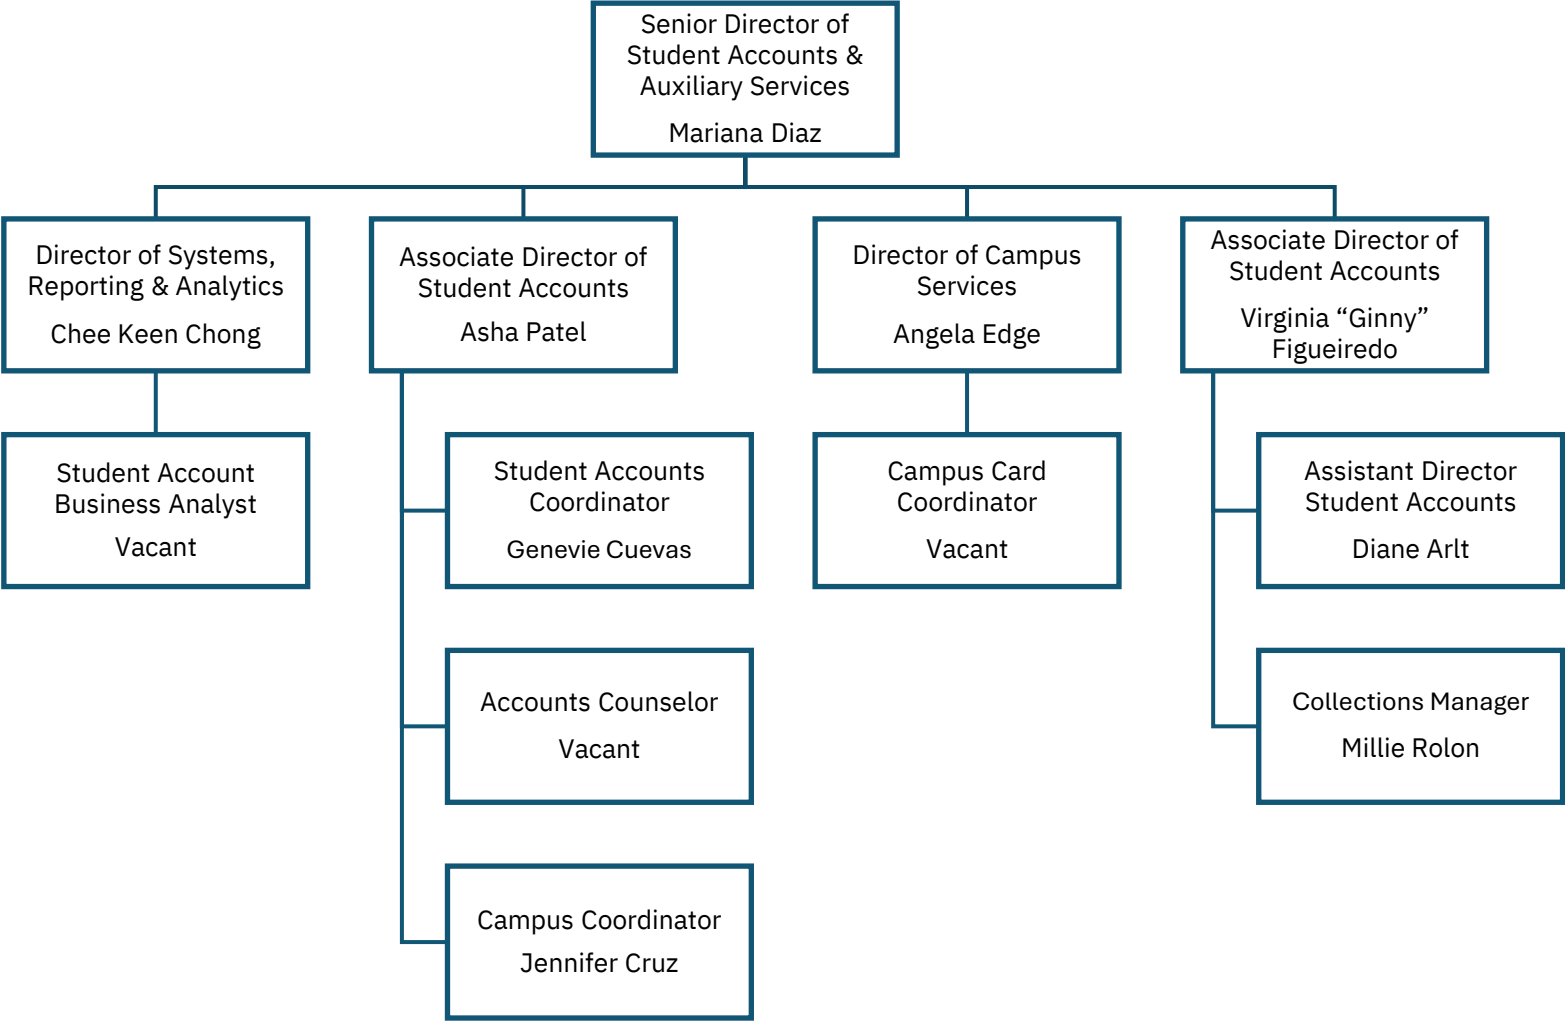 Senior Director of
Student Accounts &
Auxiliary Services
Mariana Diaz
Director of Systems,
Reporting & Analytics
Chee Keen Chong
Associate Director of
Student Accounts
Asha Patel
Director of Campus
Services
Angela Edge
Associate Director of
Student Accounts
Virginia “Ginny”
Figueiredo
Student Account
Business Analyst
Vacant
Student Accounts
Coordinator
Genevie Cuevas
Campus Card
Coordinator
Vacant
Assistant Director
Student Accounts
Diane Arlt
Accounts Counselor
Vacant
Collections Manager
Millie Rolon
Campus Coordinator
Jennifer Cruz